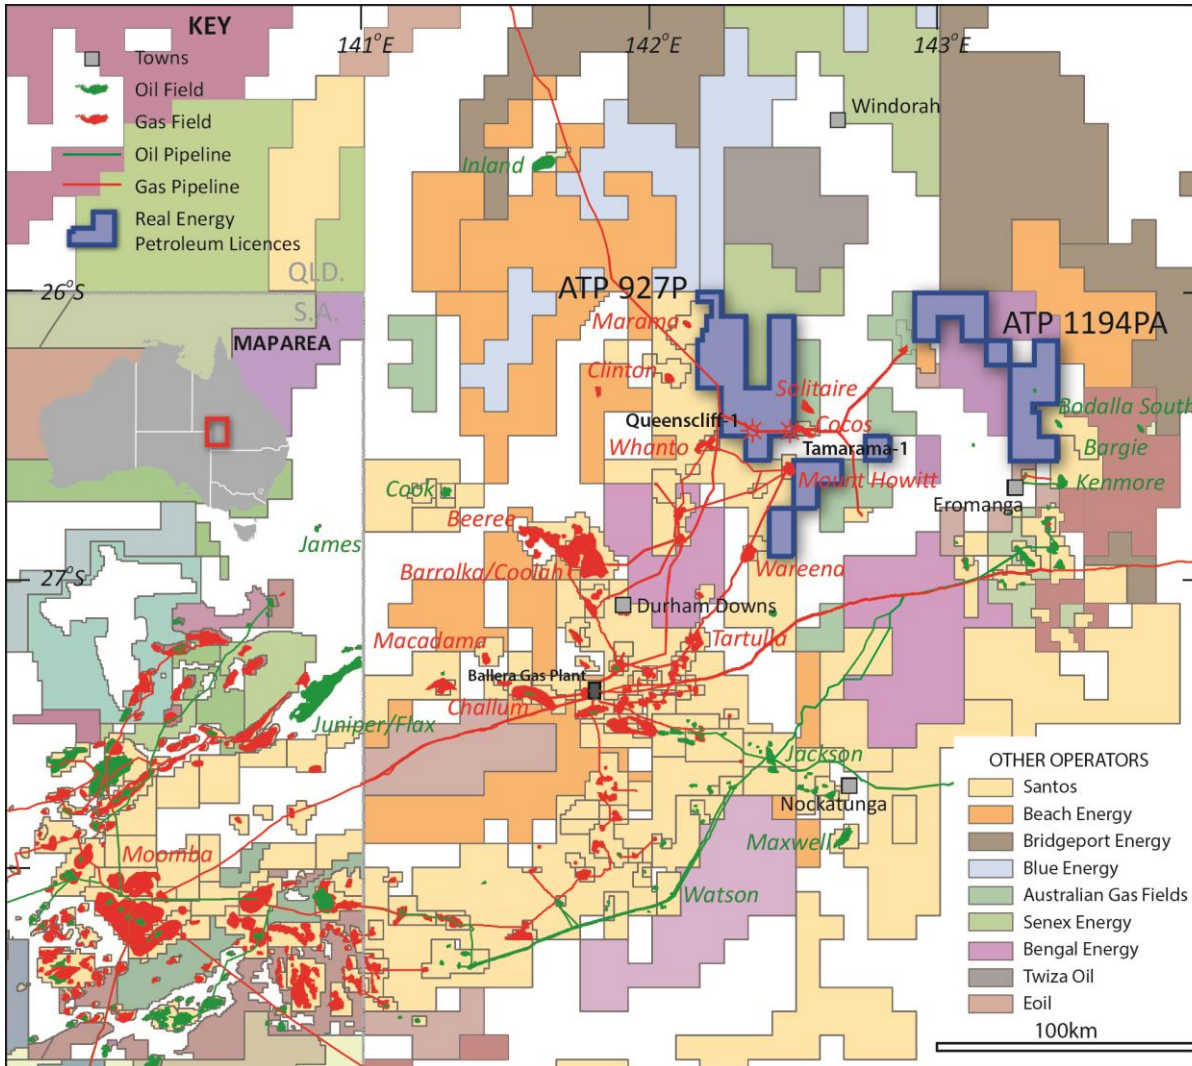 KEY
Towns
Oil Field
Gas Field
Oil Pipeline
Gas Pipeline
Real Energy
Petroleum Licences
141°E
142°E
143°E
Windorah
Inland
QLD.
26°S
S.A.
MAPAREA
ATP 927P
ATP 1194PA
Marama
Clinton
Solitaire
Queenscliff-1
Cocos
Bodalla South
Whanto
Tamarama-1
Bargie
Mount Howitt
Kenmore
Cook
Eromanga
Beeree
James
Barrolka/Coolah
Wareena
27°S
Durham Downs
Macadama
Tartulla
Ballera Gas Plant
Challum
Juniper/Flax
Jackson
Nockatunga
Maxwell
Moomba
Watson
OTHER OPERATORS
Santos
Beach Energy
Bridgeport Energy
Blue Energy
Australian Gas Fields
Senex Energy
Bengal Energy
Twiza Oil
Eoil
100km